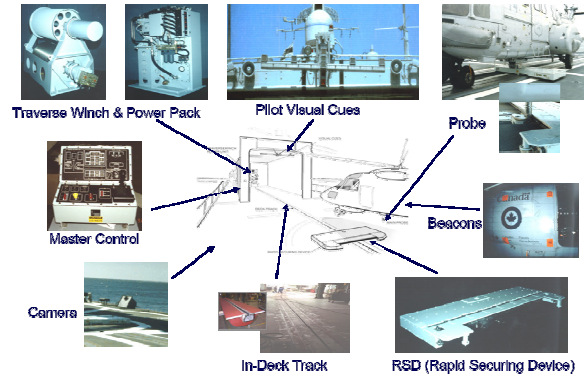 Traverse Winch & Power Pack
Pilot Visual Cues
Probe
Master Control
Beacons
Canada
Camera
In-Deck Track
RSD (Rapid Securing Device)